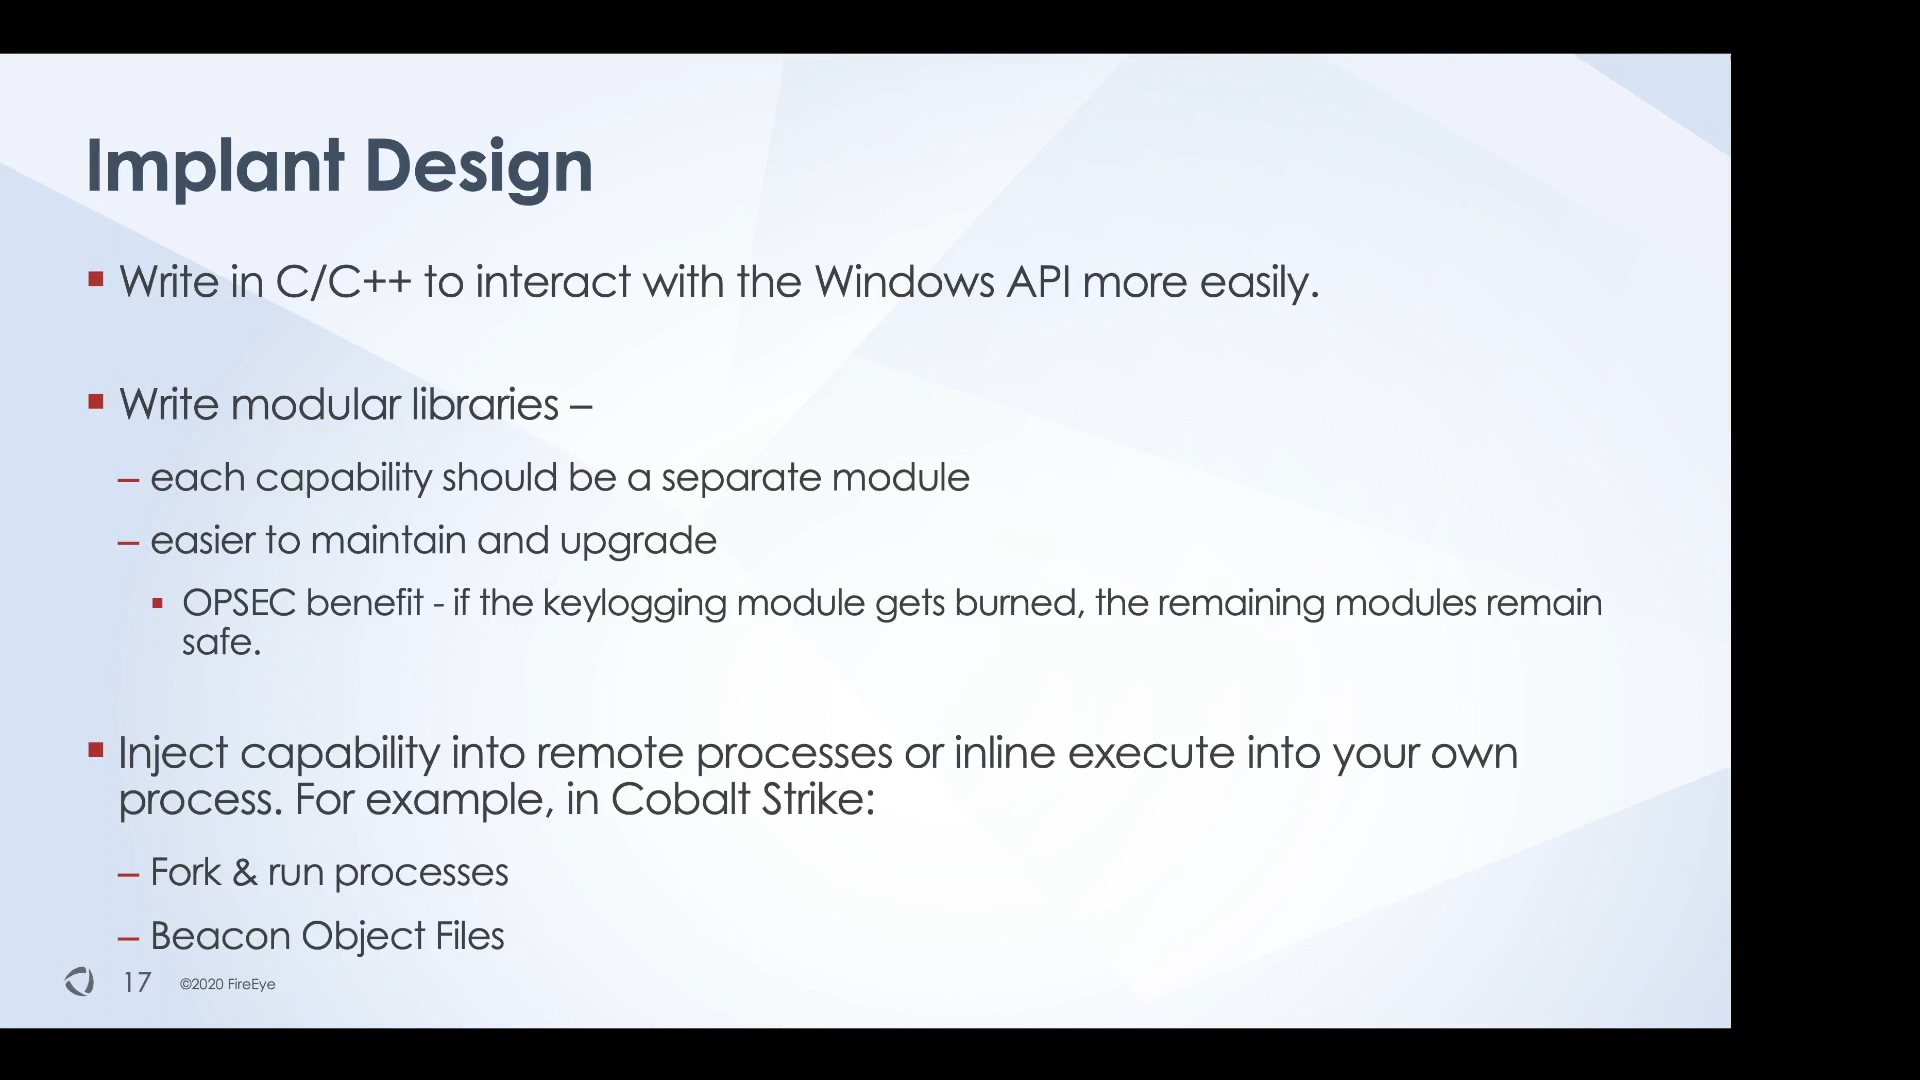 Implant Design
▪ Write in C/C++ to interact with the Windows API more easily.
▪ Write modular libraries –
– each capability should be a separate module
– easier to maintain and upgrade
▪ OPSEC benefit - if the keylogging module gets burned, the remaining modules remain
safe.
▪ Inject capability into remote processes or inline execute into your own
process. For example, in Cobalt Strike:
– Fork & run processes
– Beacon Object Files
17 ©2020 FireEye